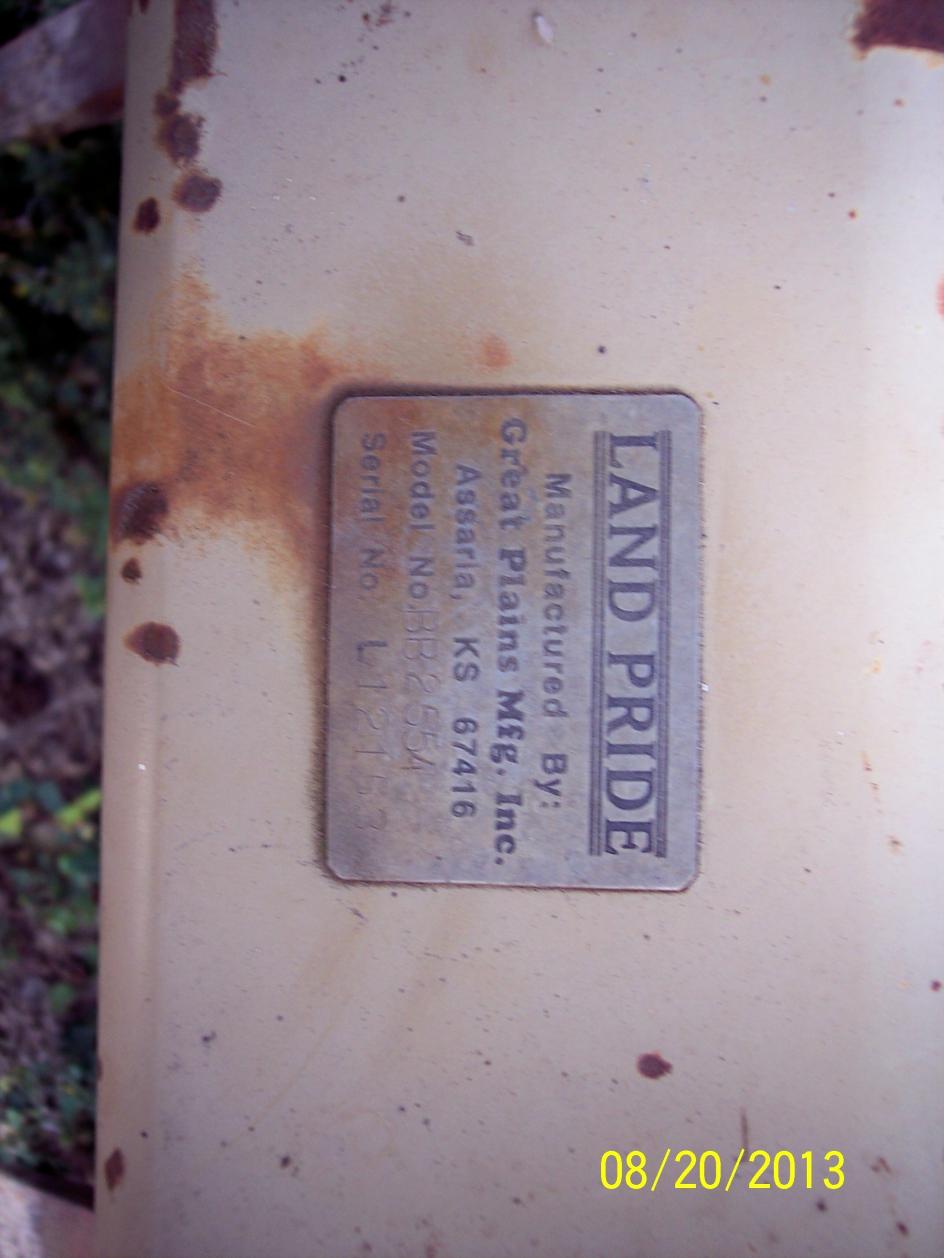 LAND PRIDE
Manufactured By:
Great Plains Mfg. Inc.
Assaria, KS 67416
Model No. BB2554
Serial No.
08/20/2013